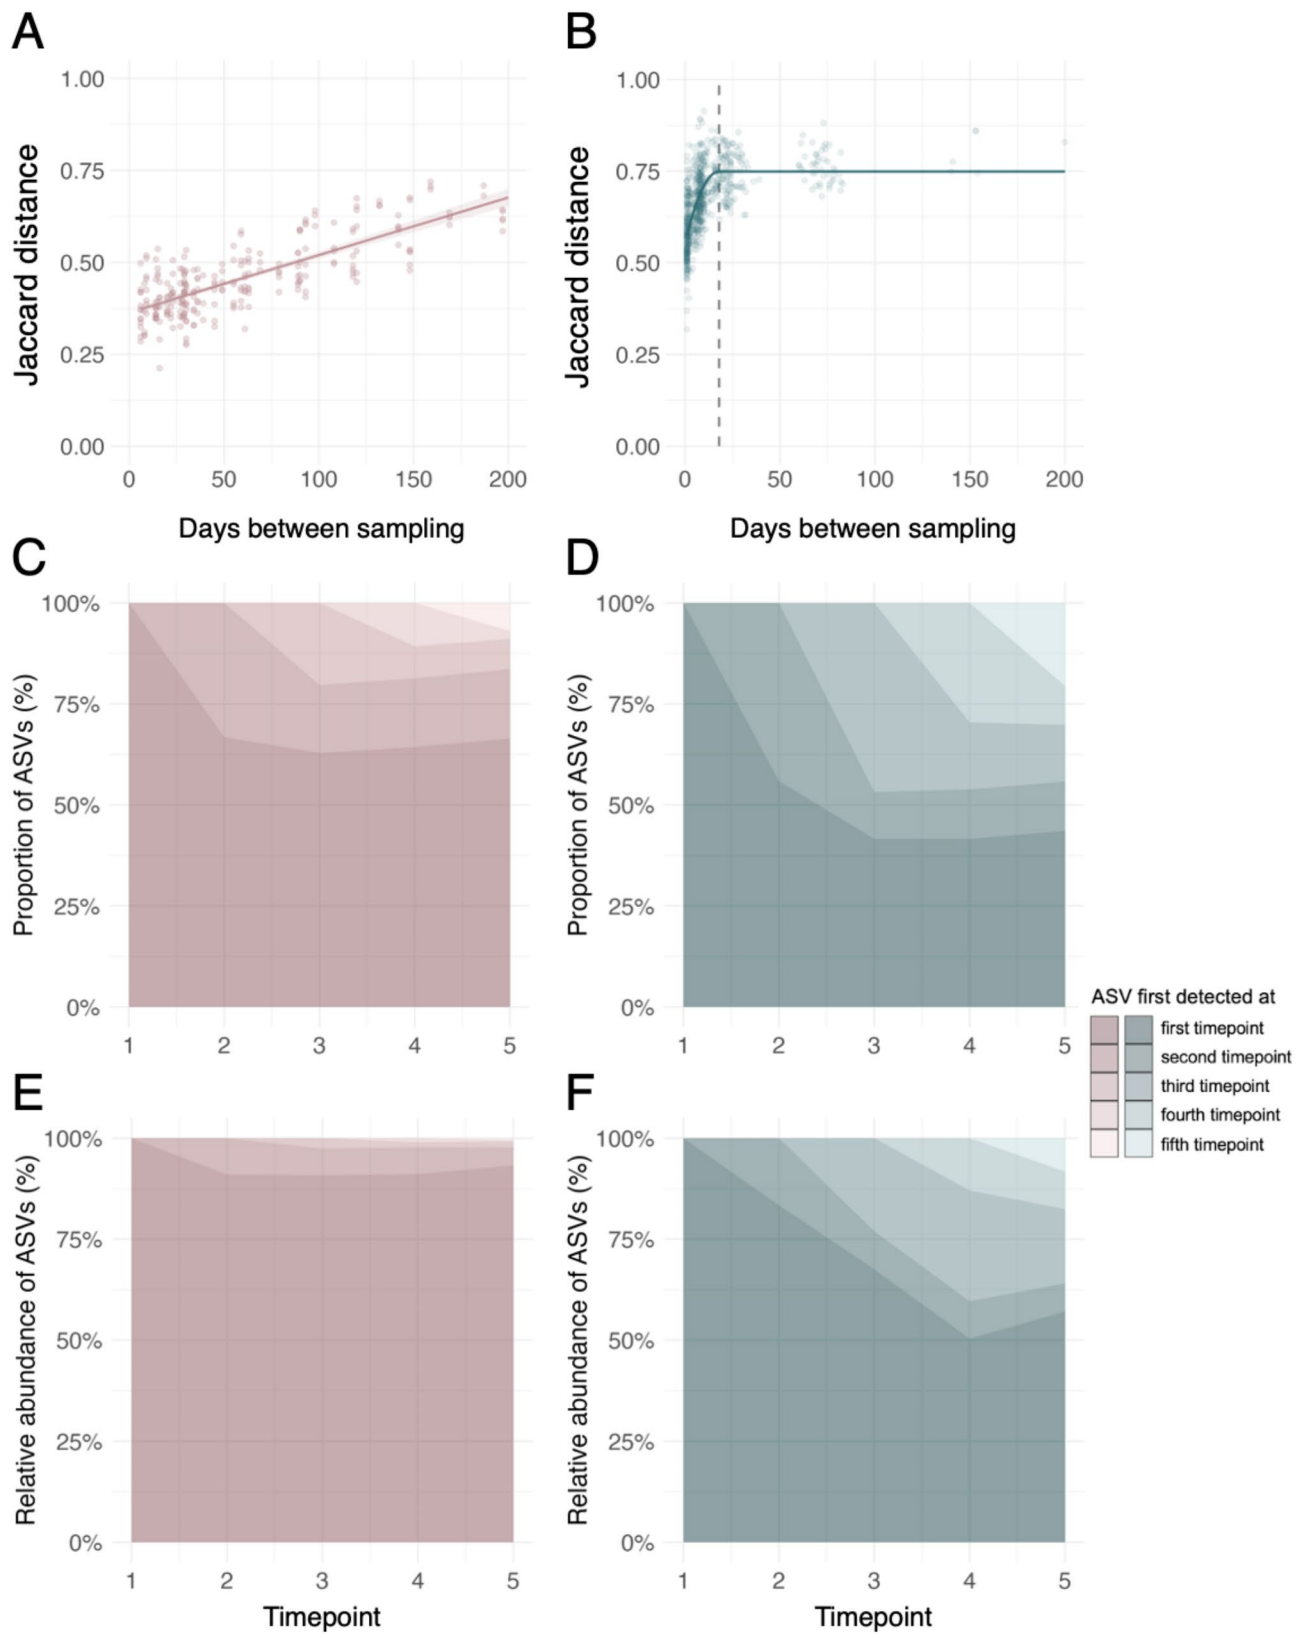 A
B
1.00
0.75
0.50
0.25
0.00
Jaccard distance
0 50 100 150 200
Days between sampling
1.00
0.75
0.50
0.25
0.00
Jaccard distance
0 50 100 150 200
Days between sampling
C
D
100%
75%
50%
25%
0%
Proportion of ASVs (%)
1 2 3 4 5
100%
75%
50%
25%
0%
Proportion of ASVs (%)
1 2 3 4 5
ASV first detected at
first timepoint
second timepoint
third timepoint
fourth timepoint
fifth timepoint
E
F
100%
75%
50%
25%
0%
Relative abundance of ASVs (%)
1 2 3 4 5
Timepoint
100%
75%
50%
25%
0%
Relative abundance of ASVs (%)
1 2 3 4 5
Timepoint